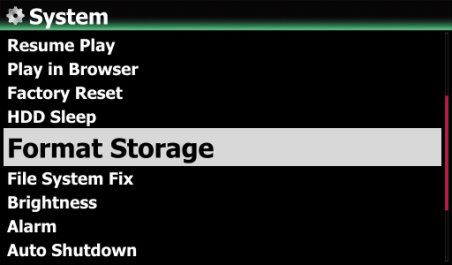 System
Resume Play
Play in Browser
Factory Reset
HDD Sleep
Format Storage
File System Fix
Brightness
Alarm
Auto Shutdown